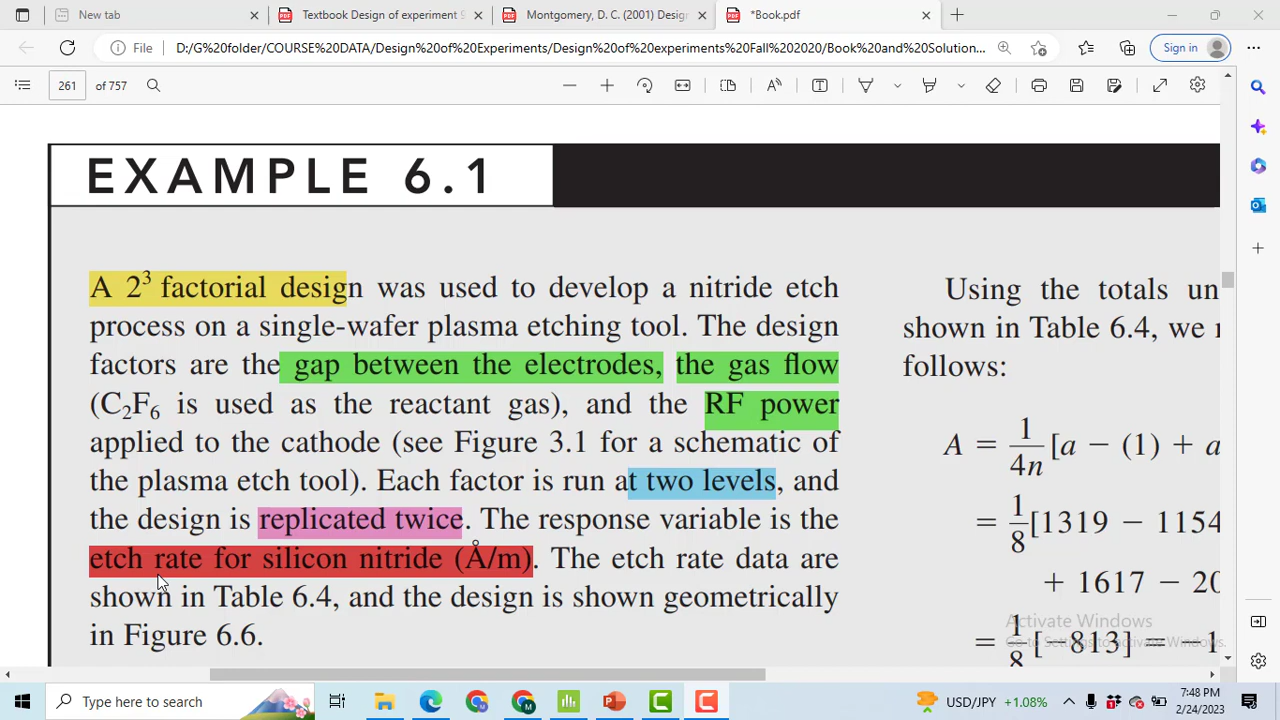 New tab
Textbook Design of experiment 9
Montgomery, D. C. (2001) Design
*Book.pdf
File
D:/G%20folder/COURSE%20DATA/Design%20of%20Experiments/Design%20of%20experiments%20Fall%202020/Book%20and%20Solution...
Sign in
261 of 757
EXAMPLE 6.1
A 2³ factorial design was used to develop a nitride etch
process on a single-wafer plasma etching tool. The design
factors are the gap between the electrodes, the gas flow
(C₂F₆ is used as the reactant gas), and the RF power
applied to the cathode (see Figure 3.1 for a schematic of
the plasma etch tool). Each factor is run at two levels, and
the design is replicated twice. The response variable is the
etch rate for silicon nitride (Å/m). The etch rate data are
shown in Table 6.4, and the design is shown geometrically
in Figure 6.6.
Using the totals un
shown in Table 6.4, we
follows:
A = 1/4n [a − (1) + a
= 1/8 [1319 − 1154
+ 1617 − 20
= 1/8 [−813] = −1
Activate Windows
Go to Settings to activate Windows.
Type here to search
USD/JPY +1.08%
7:48 PM
2/24/2023